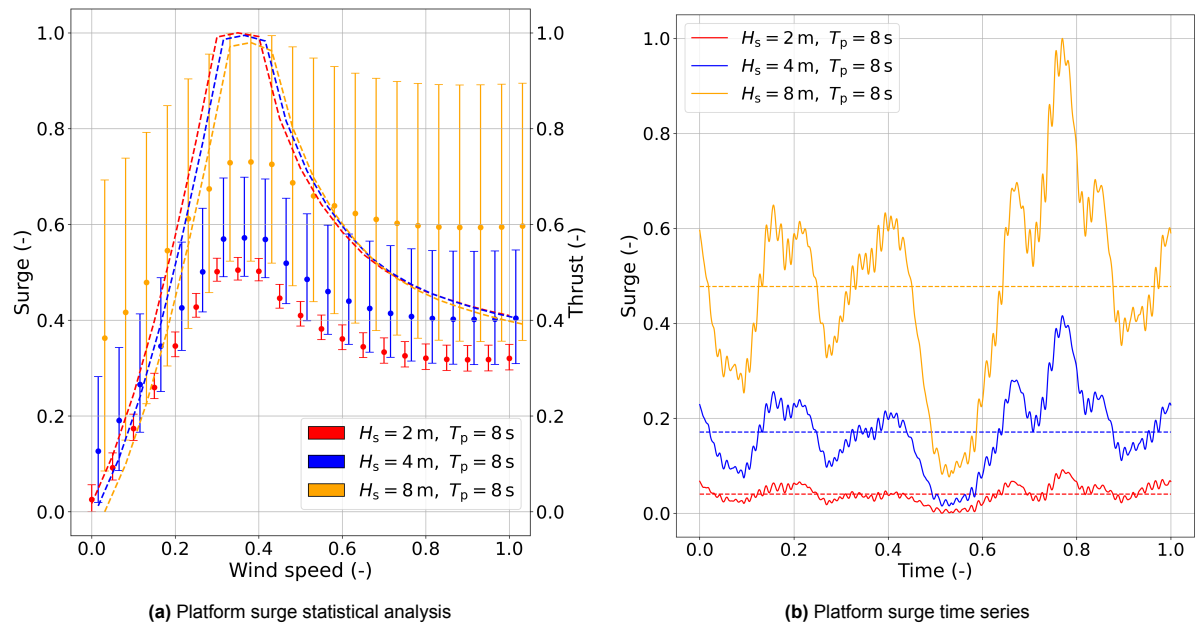 1.0
0.8
0.6
0.4
0.2
0.0
Surge (-)
0.0 0.2 0.4 0.6 0.8 1.0
Wind speed (-)
1.0
0.8
0.6
0.4
0.2
0.0
Thrust (-)
Hs = 2 m, Tp = 8 s
Hs = 4 m, Tp = 8 s
Hs = 8 m, Tp = 8 s
(a) Platform surge statistical analysis
Hs = 2 m, Tp = 8 s
Hs = 4 m, Tp = 8 s
Hs = 8 m, Tp = 8 s
1.0
0.8
0.6
0.4
0.2
0.0
Surge (-)
0.0 0.2 0.4 0.6 0.8 1.0
Time (-)
(b) Platform surge time series